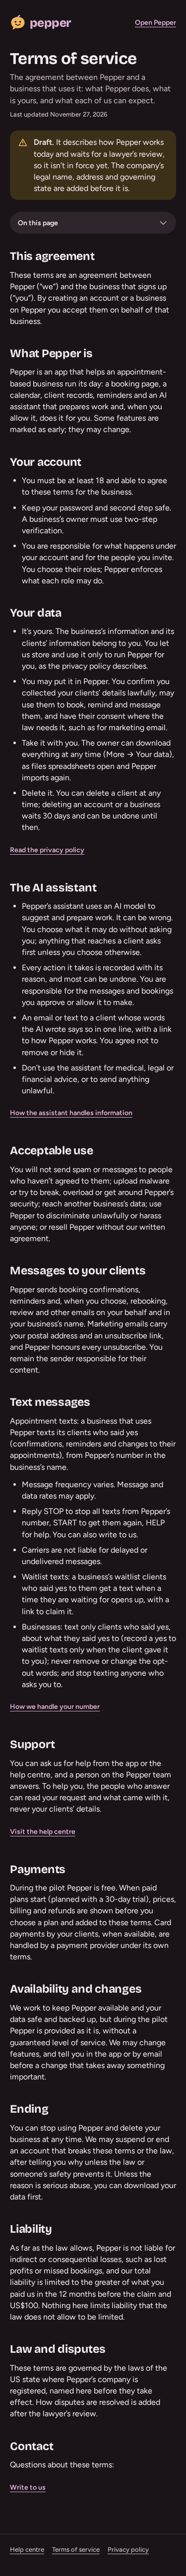 pepper
Open Pepper
Terms of service
The agreement between Pepper and a
business that uses it: what Pepper does, what
is yours, and what each of us can expect.
Last updated November 27, 2026
Draft. It describes how Pepper works
today and waits for a lawyer's review,
so it isn't in force yet. The company's
legal name, address and governing
state are added before it is.
On this page
This agreement
These terms are an agreement between
Pepper ("we") and the business that signs up
("you"). By creating an account or a business
on Pepper you accept them on behalf of that
business.
What Pepper is
Pepper is an app that helps an appointment-
based business run its day: a booking page, a
calendar, client records, reminders and an AI
assistant that prepares work and, when you
allow it, does it for you. Some features are
marked as early; they may change.
Your account
• You must be at least 18 and able to agree
to these terms for the business.
• Keep your password and second step safe.
A business's owner must use two-step
verification.
• You are responsible for what happens under
your account and for the people you invite.
You choose their roles; Pepper enforces
what each role may do.
Your data
• It's yours. The business's information and its
clients' information belong to you. You let
us store and use it only to run Pepper for
you, as the privacy policy describes.
• You may put it in Pepper. You confirm you
collected your clients' details lawfully, may
use them to book, remind and message
them, and have their consent where the
law needs it, such as for marketing email.
• Take it with you. The owner can download
everything at any time (More → Your data),
as files spreadsheets open and Pepper
imports again.
• Delete it. You can delete a client at any
time; deleting an account or a business
waits 30 days and can be undone until
then.
Read the privacy policy
The AI assistant
• Pepper's assistant uses an AI model to
suggest and prepare work. It can be wrong.
You choose what it may do without asking
you; anything that reaches a client asks
first unless you choose otherwise.
• Every action it takes is recorded with its
reason, and most can be undone. You are
responsible for the messages and bookings
you approve or allow it to make.
• An email or text to a client whose words
the AI wrote says so in one line, with a link
to how Pepper works. You agree not to
remove or hide it.
• Don't use the assistant for medical, legal or
financial advice, or to send anything
unlawful.
How the assistant handles information
Acceptable use
You will not send spam or messages to people
who haven't agreed to them; upload malware
or try to break, overload or get around Pepper's
security; reach another business's data; use
Pepper to discriminate unlawfully or harass
anyone; or resell Pepper without our written
agreement.
Messages to your clients
Pepper sends booking confirmations,
reminders and, when you choose, rebooking,
review and other emails on your behalf and in
your business's name. Marketing emails carry
your postal address and an unsubscribe link,
and Pepper honours every unsubscribe. You
remain the sender responsible for their
content.
Text messages
Appointment texts: a business that uses
Pepper texts its clients who said yes
(confirmations, reminders and changes to their
appointments), from Pepper's number in the
business's name.
• Message frequency varies. Message and
data rates may apply.
• Reply STOP to stop all texts from Pepper's
number, START to get them again, HELP
for help. You can also write to us.
• Carriers are not liable for delayed or
undelivered messages.
• Waitlist texts: a business's waitlist clients
who said yes to them get a text when a
time they are waiting for opens up, with a
link to claim it.
• Businesses: text only clients who said yes,
about what they said yes to (record a yes to
waitlist texts only when the client gave it
to you); never remove or change the opt-
out words; and stop texting anyone who
asks you to.
How we handle your number
Support
You can ask us for help from the app or the
help centre, and a person on the Pepper team
answers. To help you, the people who answer
can read your request and what came with it,
never your clients' details.
Visit the help centre
Payments
During the pilot Pepper is free. When paid
plans start (planned with a 30-day trial), prices,
billing and refunds are shown before you
choose a plan and added to these terms. Card
payments by your clients, when available, are
handled by a payment provider under its own
terms.
Availability and changes
We work to keep Pepper available and your
data safe and backed up, but during the pilot
Pepper is provided as it is, without a
guaranteed level of service. We may change
features, and tell you in the app or by email
before a change that takes away something
important.
Ending
You can stop using Pepper and delete your
business at any time. We may suspend or end
an account that breaks these terms or the law,
after telling you why unless the law or
someone's safety prevents it. Unless the
reason is serious abuse, you can download your
data first.
Liability
As far as the law allows, Pepper is not liable for
indirect or consequential losses, such as lost
profits or missed bookings, and our total
liability is limited to the greater of what you
paid us in the 12 months before the claim and
US$100. Nothing here limits liability that the
law does not allow to be limited.
Law and disputes
These terms are governed by the laws of the
US state where Pepper's company is
registered, named here before they take
effect. How disputes are resolved is added
after the lawyer's review.
Contact
Questions about these terms:
Write to us
Help centre
Terms of service
Privacy policy